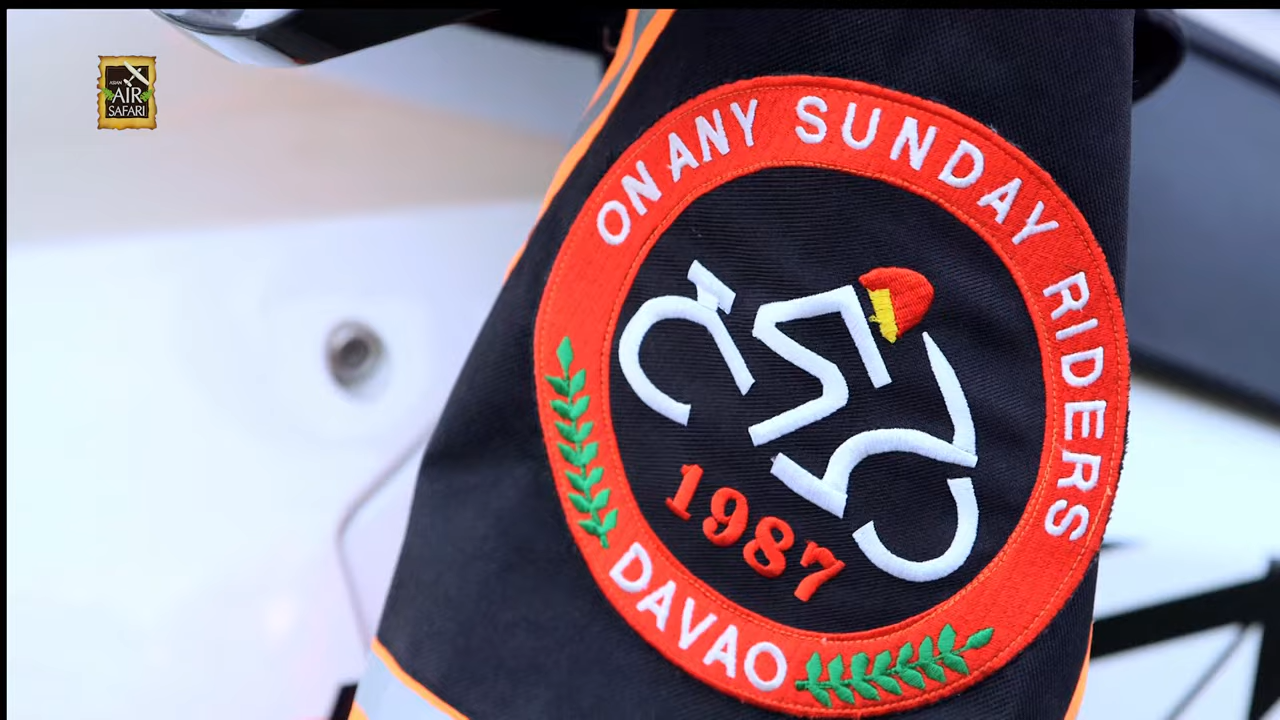 ASIAN
AIR
SAFARI
ON ANY SUNDAY RIDERS
1987
DAVAO